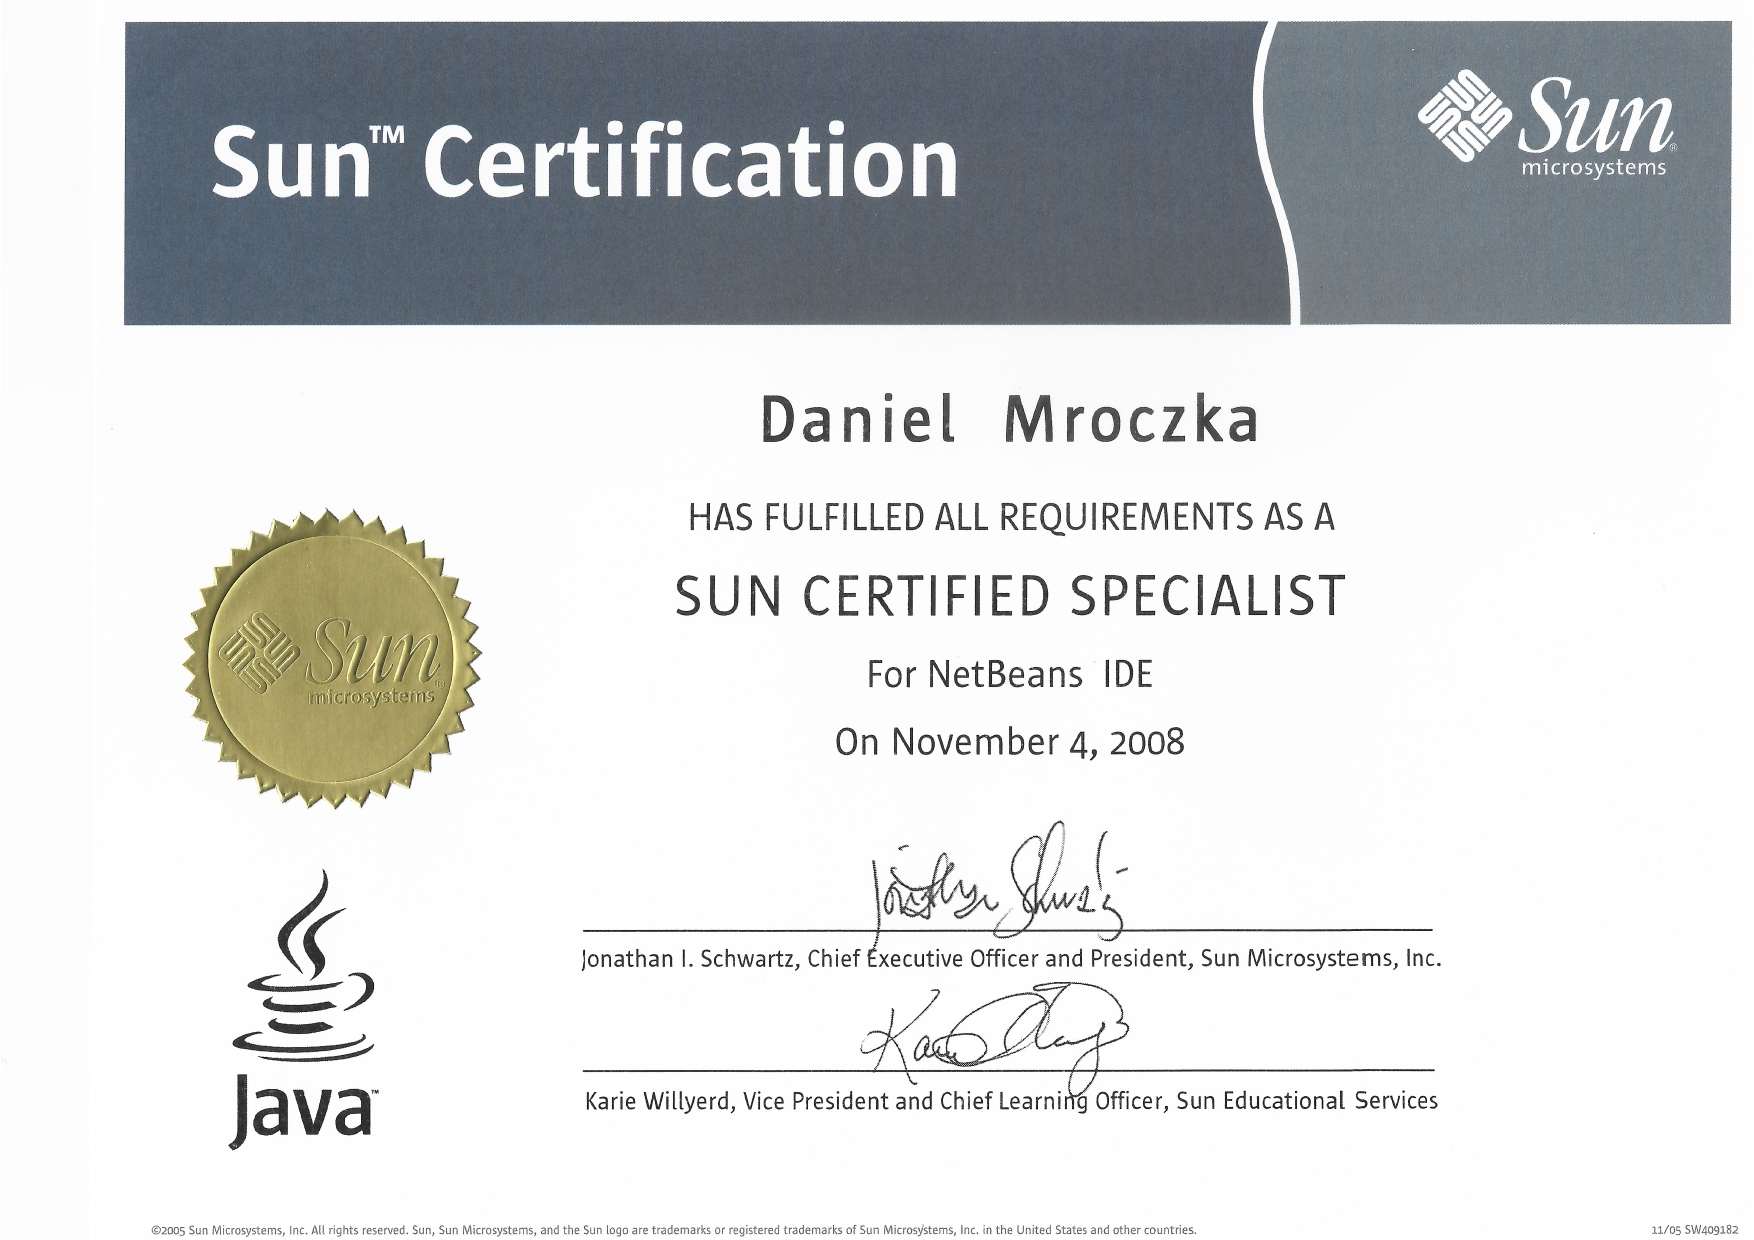 Sun™ Certification
Sun®
microsystems
Daniel Mroczka
HAS FULFILLED ALL REQUIREMENTS AS A
SUN CERTIFIED SPECIALIST
For NetBeans IDE
On November 4, 2008
Sun®
microsystems
Jonathan Schwartz
Jonathan I. Schwartz, Chief Executive Officer and President, Sun Microsystems, Inc.
Karie Willyerd, Vice President and Chief Learning Officer, Sun Educational Services
Java™
©2005 Sun Microsystems, Inc. All rights reserved. Sun, Sun Microsystems, and the Sun logo are trademarks or registered trademarks of Sun Microsystems, Inc. in the United States and other countries.
11/05 SW409182